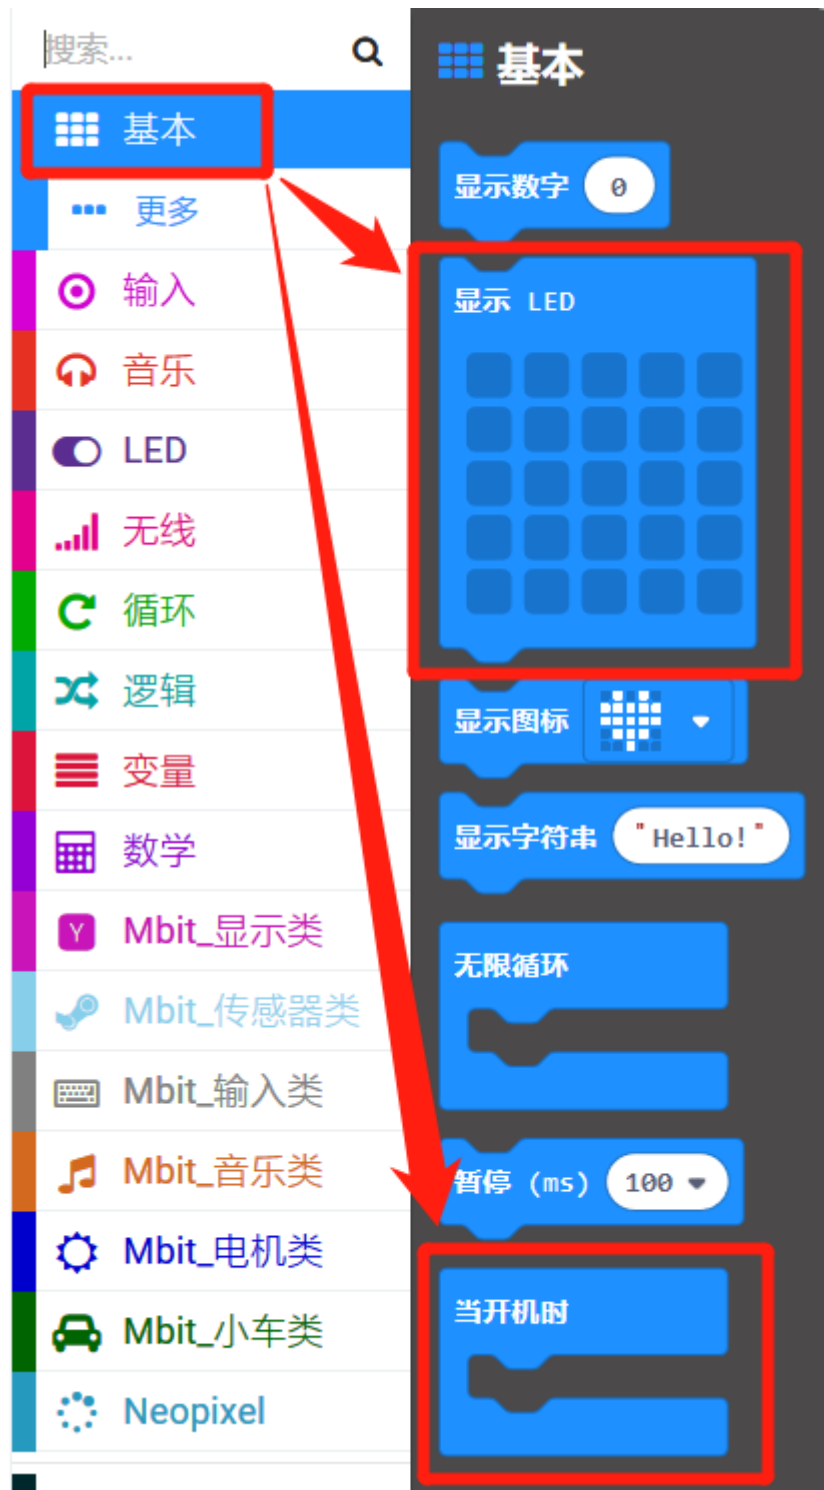 搜索...
基本
更多
输入
音乐
LED
无线
循环
逻辑
变量
数学
Y
Mbit_显示类
Mbit_传感器类
Mbit_输入类
Mbit_音乐类
Mbit_电机类
Mbit_小车类
Neopixel
基本
显示数字 0
显示 LED
显示图标
显示字符串 "Hello!"
无限循环
暂停 (ms) 100
当开机时